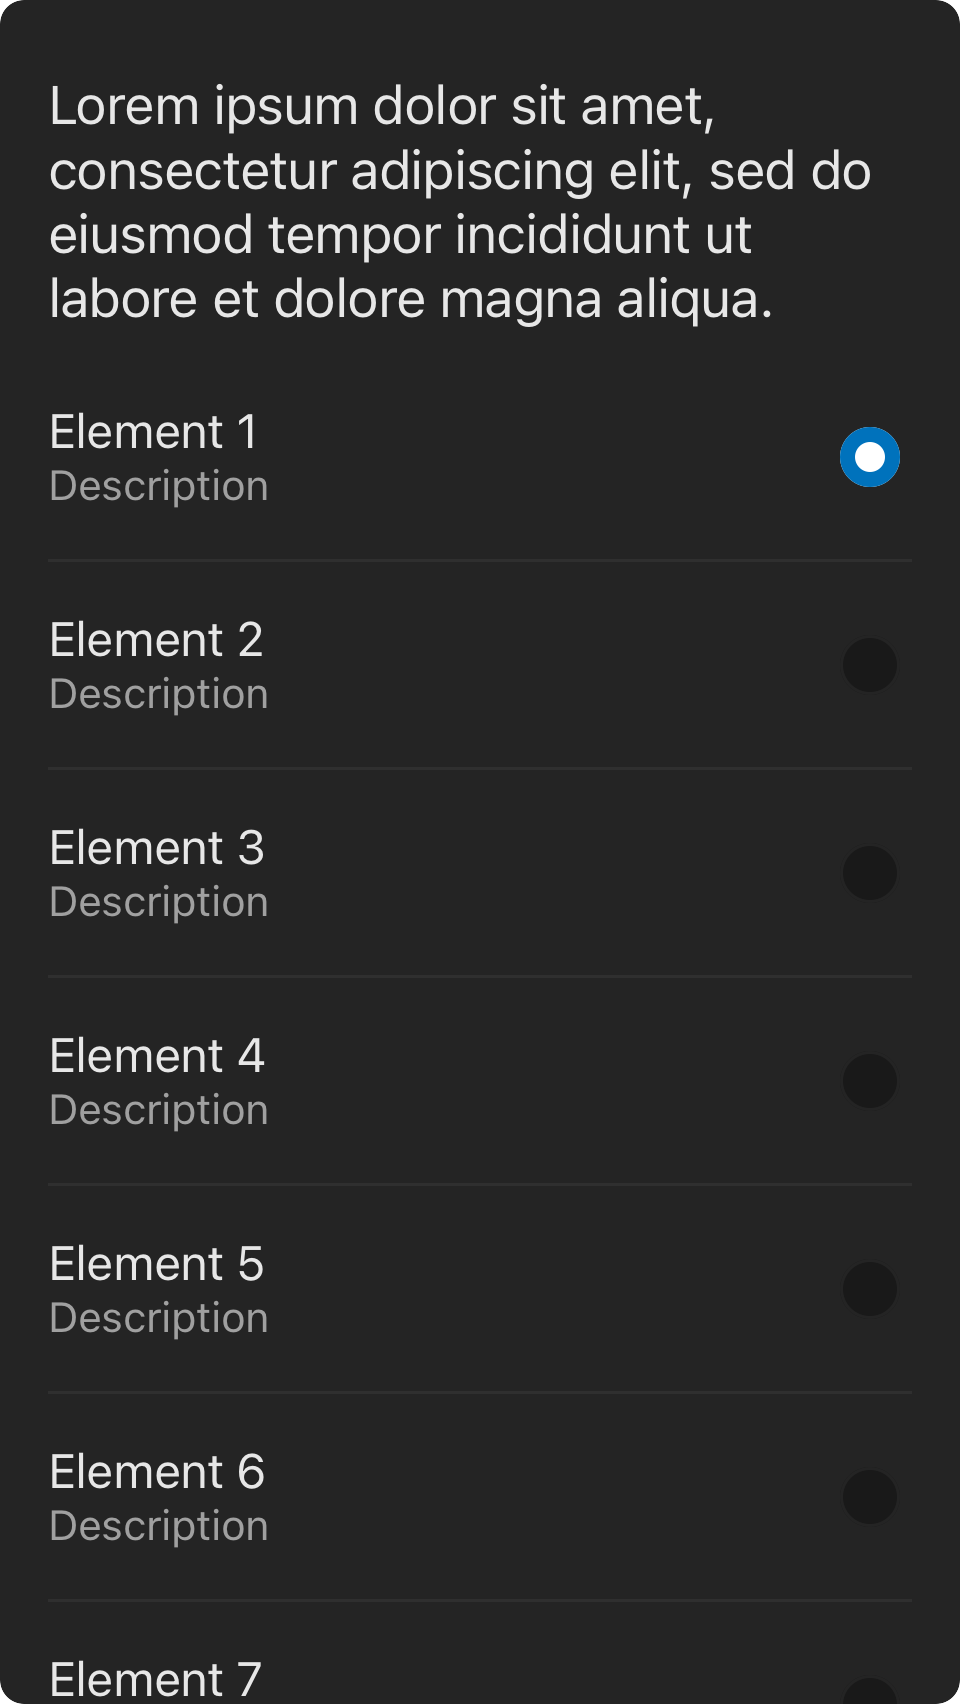 Lorem ipsum dolor sit amet,
consectetur adipiscing elit, sed do
eiusmod tempor incididunt ut
labore et dolore magna aliqua.
Element 1
Description
Element 2
Description
Element 3
Description
Element 4
Description
Element 5
Description
Element 6
Description
Element 7